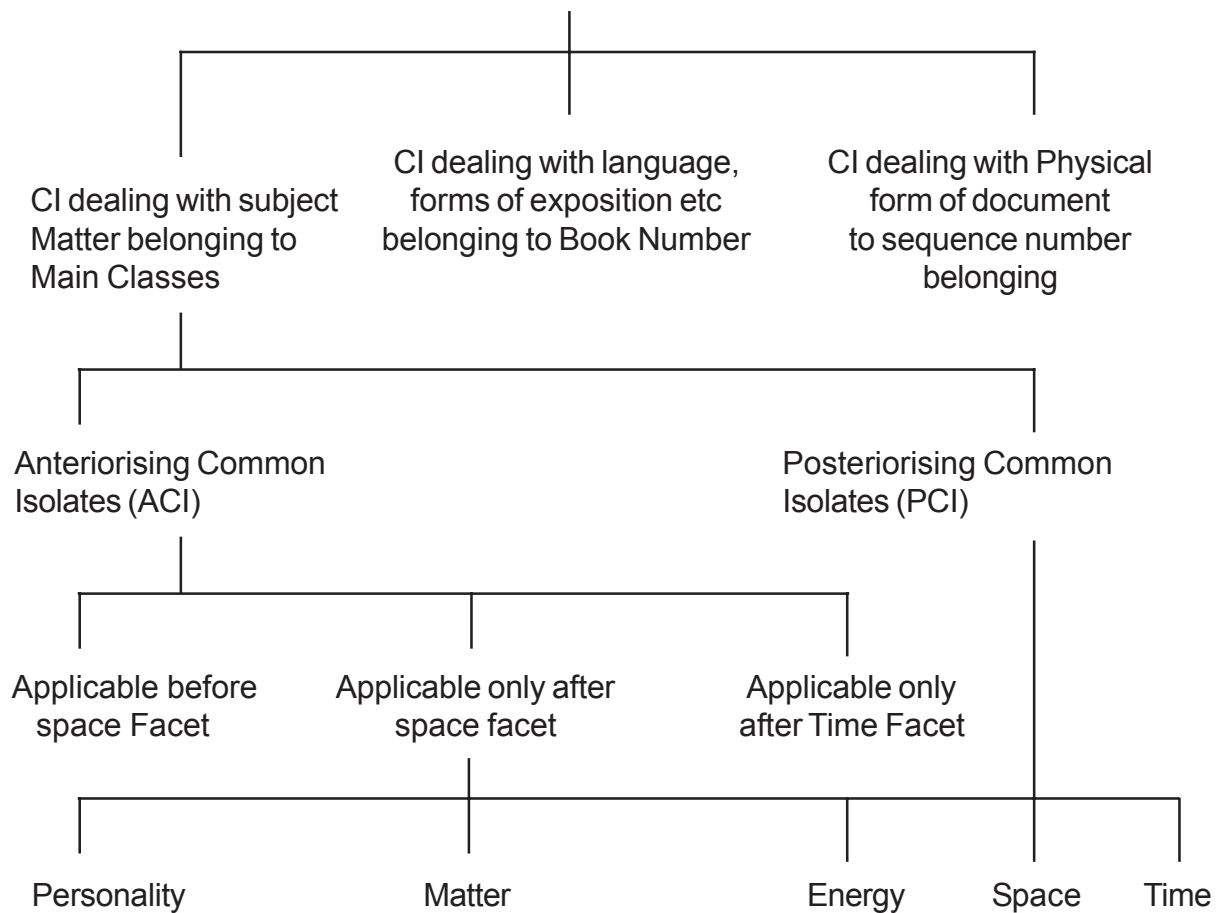 CI dealing with subject
Matter belonging to
Main Classes
CI dealing with language,
forms of exposition etc
belonging to Book Number
CI dealing with Physical
form of document
to sequence number
belonging
Anteriorising Common
Isolates (ACI)
Posteriorising Common
Isolates (PCI)
Applicable before
space Facet
Applicable only after
space facet
Applicable only
after Time Facet
Personality
Matter
Energy
Space
Time